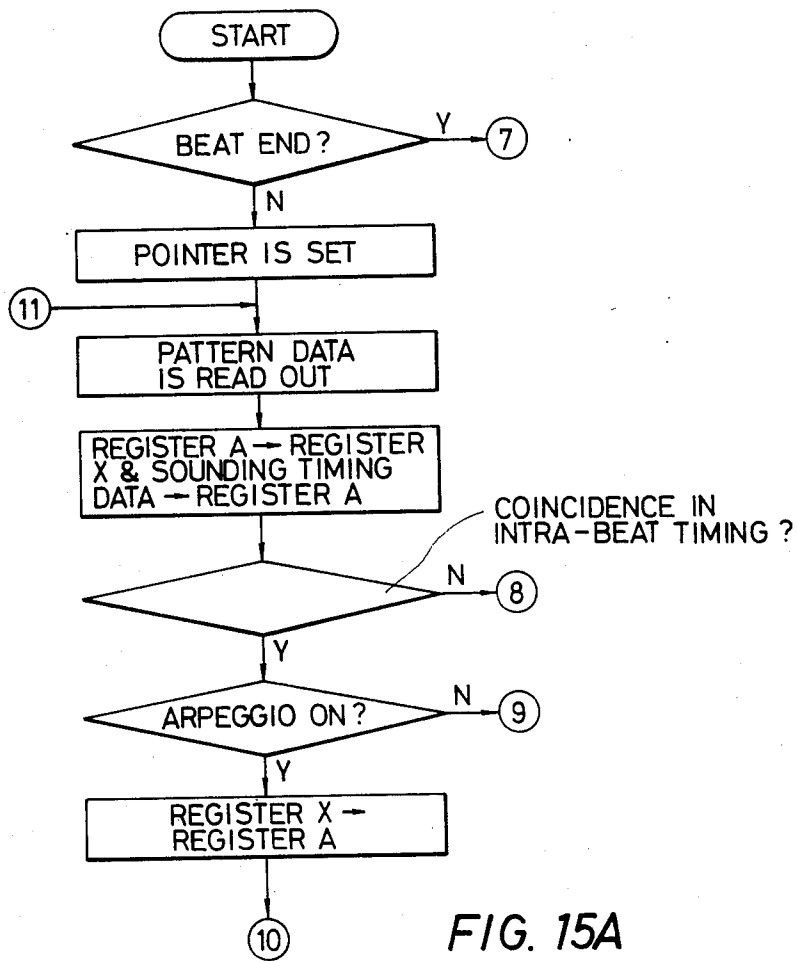 START
BEAT END?
Y
7
N
POINTER IS SET
11
PATTERN DATA
IS READ OUT
REGISTER A → REGISTER
X & SOUNDING TIMING
DATA → REGISTER A
COINCIDENCE IN
INTRA-BEAT TIMING ?
N
8
Y
ARPEGGIO ON?
N
9
Y
REGISTER X →
REGISTER A
10
FIG. 15A